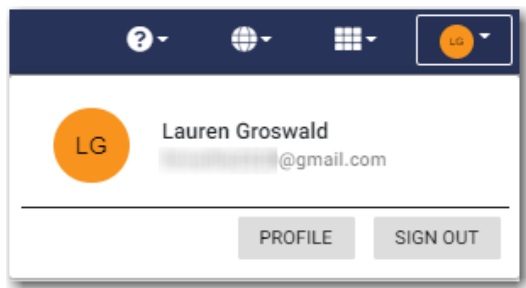 ?
LG
LG
Lauren Groswald
@gmail.com
PROFILE
SIGN OUT